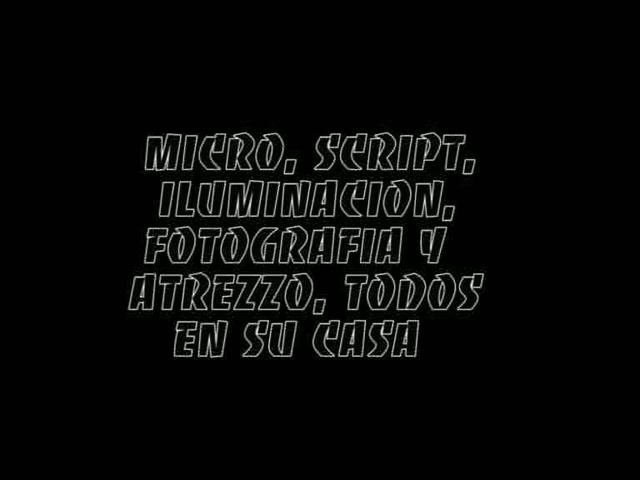 MICRO, SCRIPT,
ILUMINACION,
FOTOGRAFIA Y
ATREZZO, TODOS
EN SU CASA